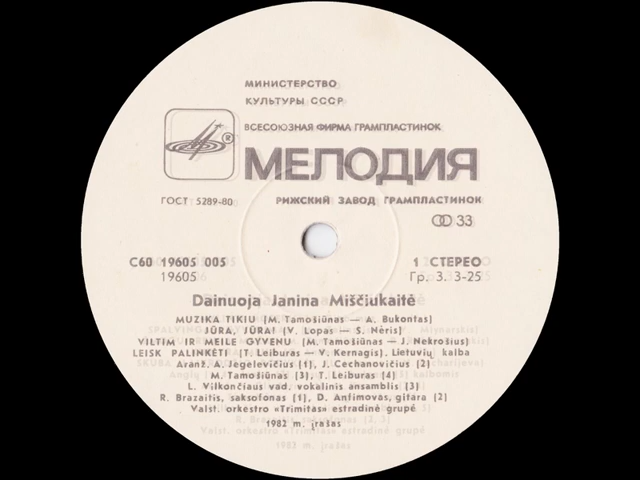 МИНИСТЕРСТВО
КУЛЬТУРЫ СССР
ВСЕСОЮЗНАЯ ФИРМА ГРАМПЛАСТИНОК
®
МЕЛОДИЯ
ГОСТ 5289-80
РИЖСКИЙ ЗАВОД ГРАМПЛАСТИНОК
33
С60 19605 005
19605
1 СТЕРЕО
Гр. 3. 3-25
Dainuoja Janina Miščiukaitė
MUZIKA TIKIU (M. Tamošiūnas — A. Bukontas)
JŪRA, JŪRA! (V. Lopas — S. Nėris)
VILTIM IR MEILE GYVENU (M. Tamošiūnas — J. Nekrošius)
LEISK PALINKĖTI (T. Leiburas — V. Kernagis). Lietuvių kalba
Aranž. A. Jegelevičius (1), J. Cechanovičius (2)
M. Tamošiūnas (3), T. Leiburas (4)
L. Vilkončiaus vad. vokalinis ansamblis (3)
R. Brazaitis, saksofonas (1), D. Anfimovas, gitara (2)
Valst. orkestro «Trimitas» estradinė grupė
1982 m. įrašas